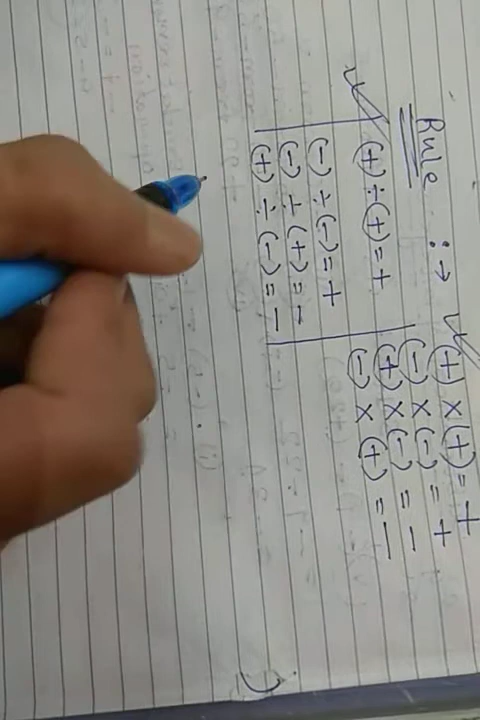 Rule :→
(+) × (+) = +
(-) × (-) = +
(+) × (-) = -
(-) × (+) = -
(+) ÷ (+) = +
(-) ÷ (-) = +
(-) ÷ (+) = -
(+) ÷ (-) = -